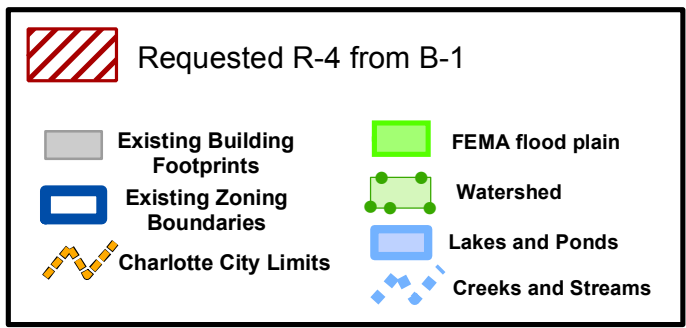 Requested R-4 from B-1
Existing Building
Footprints
Existing Zoning
Boundaries
Charlotte City Limits
FEMA flood plain
Watershed
Lakes and Ponds
Creeks and Streams